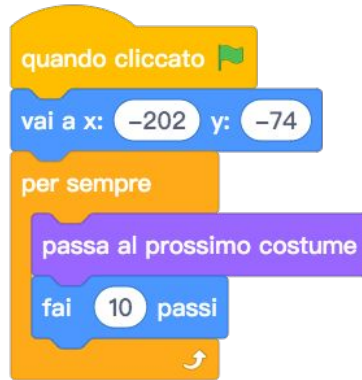 quando cliccato
vai a x: -202 y: -74
per sempre
passa al prossimo costume
fai 10 passi